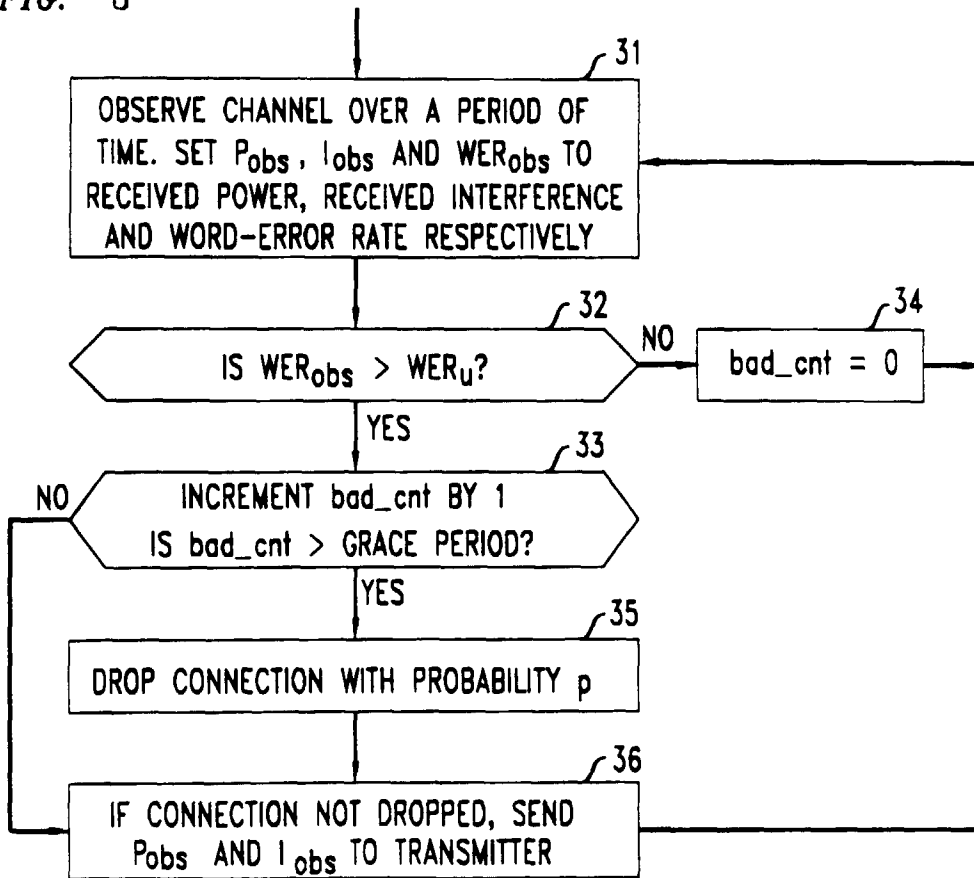 FIG. 3
31
OBSERVE CHANNEL OVER A PERIOD OF
TIME. SET Pobs, Iobs AND WERobs TO
RECEIVED POWER, RECEIVED INTERFERENCE
AND WORD-ERROR RATE RESPECTIVELY
32
IS WERobs > WERu?
NO
34
bad_cnt = 0
YES
33
NO
INCREMENT bad_cnt BY 1
IS bad_cnt > GRACE PERIOD?
YES
35
DROP CONNECTION WITH PROBABILITY p
36
IF CONNECTION NOT DROPPED, SEND
Pobs AND Iobs TO TRANSMITTER